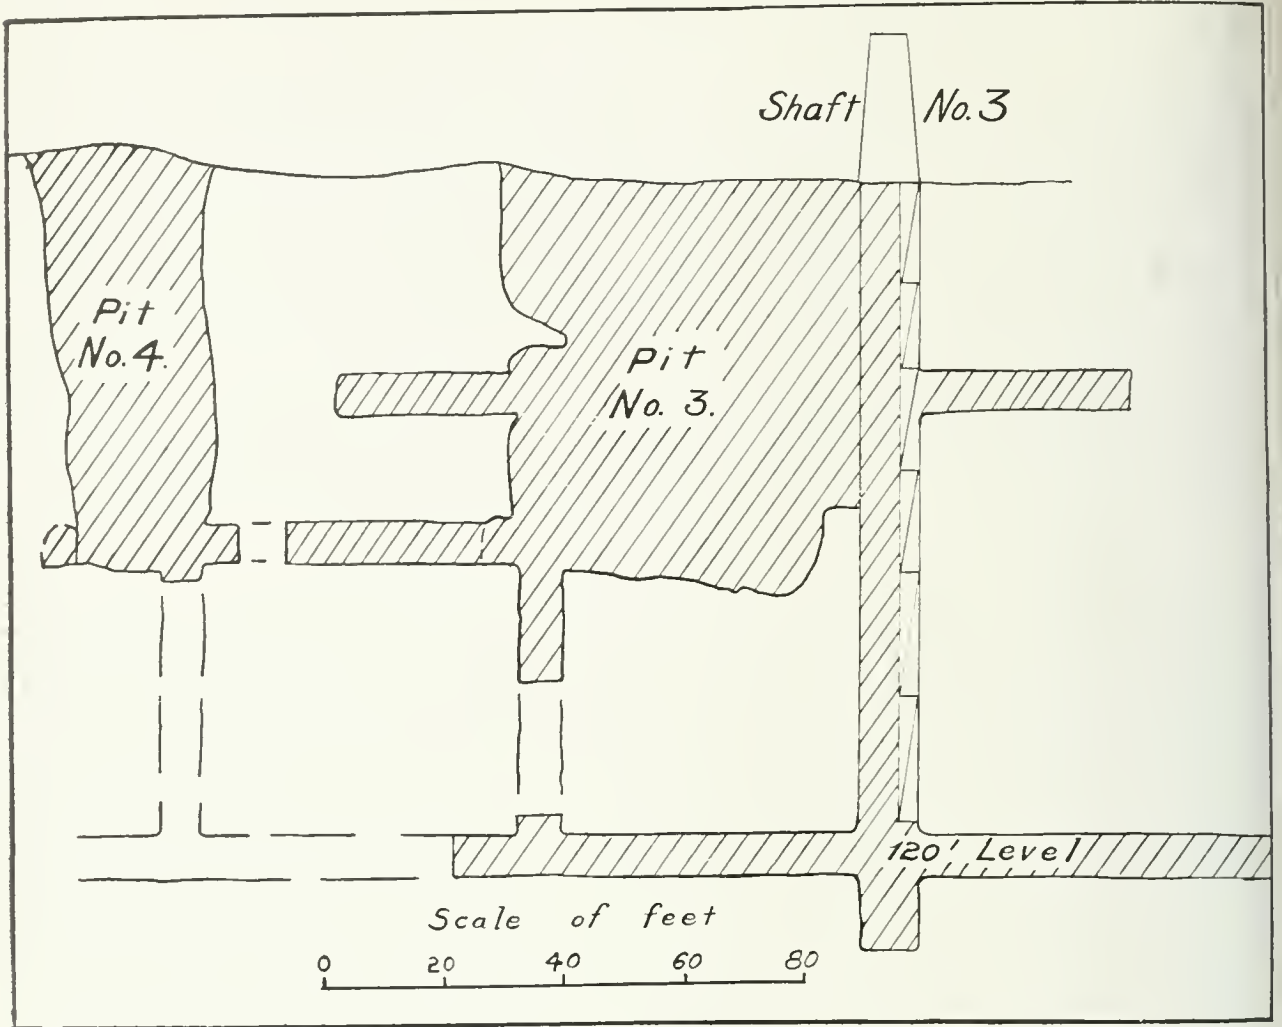 Shaft No. 3
Pit
No. 4.
Pit
No. 3.
120' Level
Scale of feet
0 20 40 60 80